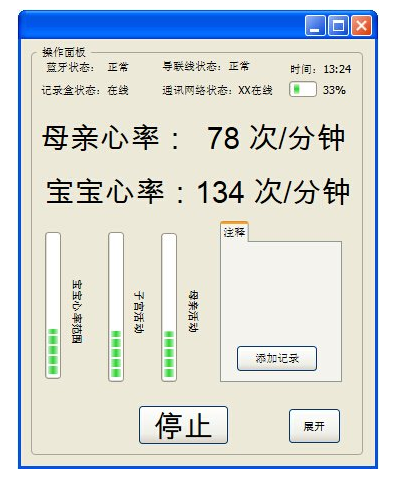 操作面板
蓝牙状态： 正常 导联线状态：正常 时间：13:24
记录盒状态：在线 通讯网络状态：XX在线 33%
母亲心率： 78 次/分钟
宝宝心率：134 次/分钟
注释
宝宝心率范围
子宫活动
母亲活动
添加记录
停止
展开